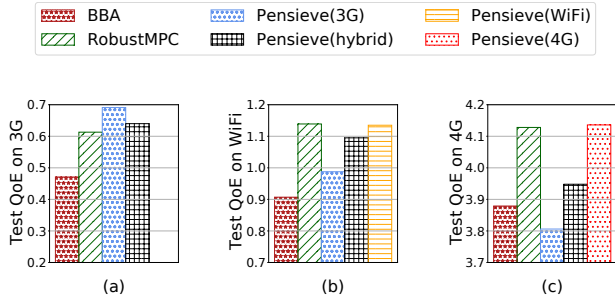 BBA Pensieve(3G) Pensieve(WiFi)
RobustMPC Pensieve(hybrid) Pensieve(4G)
Test QoE on 3G
0.7
0.6
0.5
0.4
0.3
0.2
(a)
Test QoE on WiFi
1.2
1.1
1.0
0.9
0.8
0.7
(b)
Test QoE on 4G
4.2
4.1
4.0
3.9
3.8
3.7
(c)